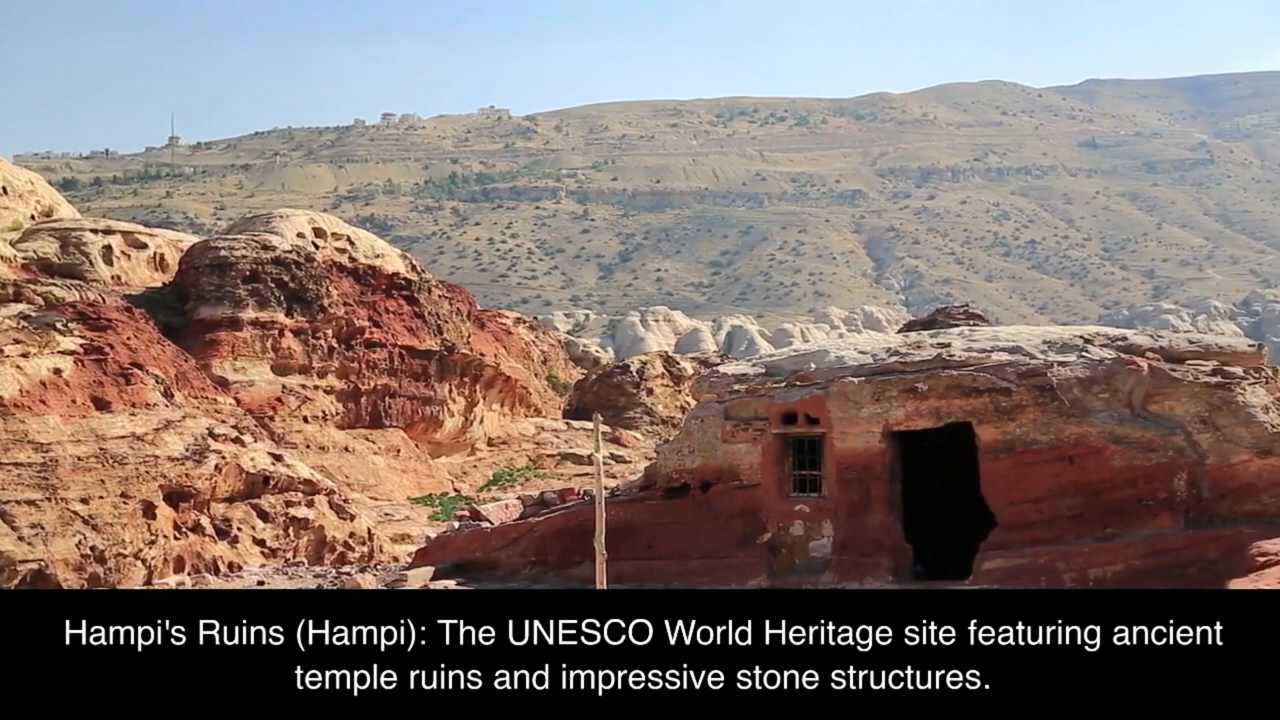 Hampi's Ruins (Hampi): The UNESCO World Heritage site featuring ancient
temple ruins and impressive stone structures.